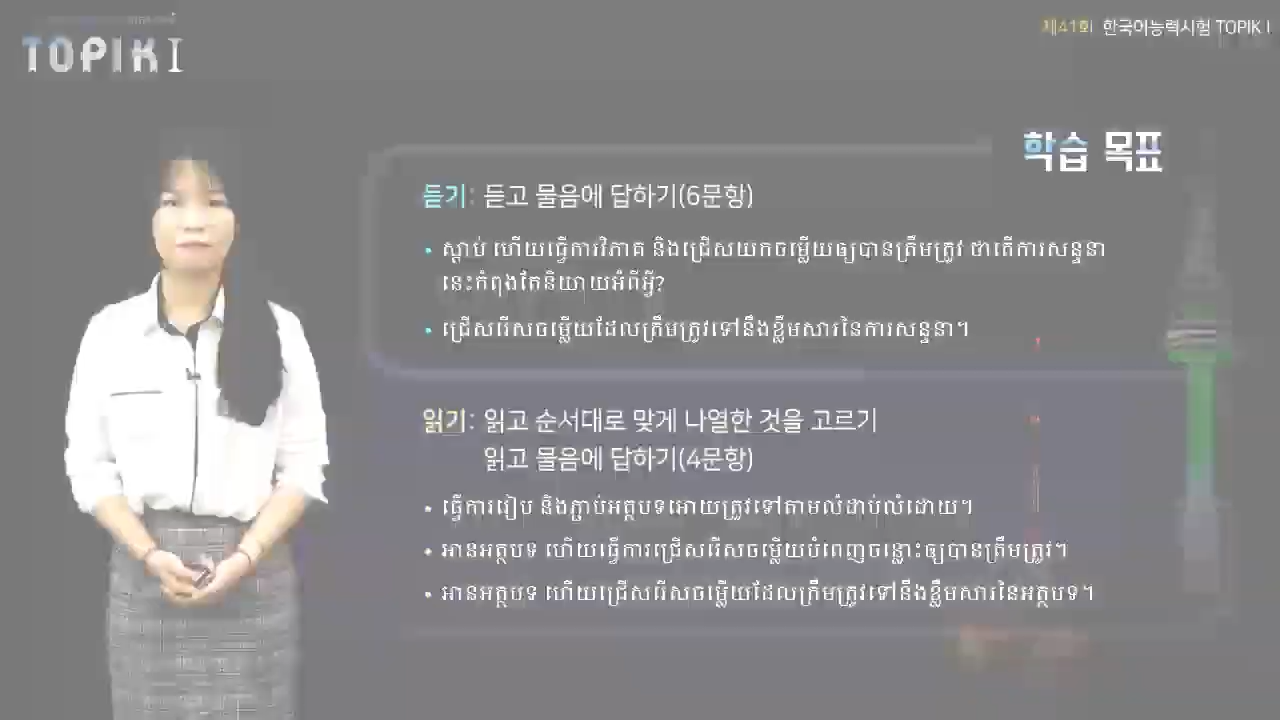 TOPIK I
제41회 한국어능력시험 TOPIK I
학습 목표
듣기: 듣고 물음에 답하기(6문항)
• ស្តាប់ ហើយធ្វើការវិភាគ និងជ្រើសយកចម្លើយឲ្យបានត្រឹមត្រូវ ថាតើការសន្ទនា
នេះកំពុងតែនិយាយអំពីអ្វី?
• ជ្រើសរើសចម្លើយដែលត្រឹមត្រូវទៅនឹងខ្លឹមសារនៃការសន្ទនា។
읽기: 읽고 순서대로 맞게 나열한 것을 고르기
읽고 물음에 답하기(4문항)
• ធ្វើការរៀប និងភ្ជាប់អត្ថបទអោយត្រូវទៅតាមលំដាប់លំដោយ។
• អានអត្ថបទ ហើយធ្វើការជ្រើសរើសចម្លើយបំពេញចន្លោះឲ្យបានត្រឹមត្រូវ។
• អានអត្ថបទ ហើយជ្រើសរើសចម្លើយដែលត្រឹមត្រូវទៅនឹងខ្លឹមសារនៃអត្ថបទ។